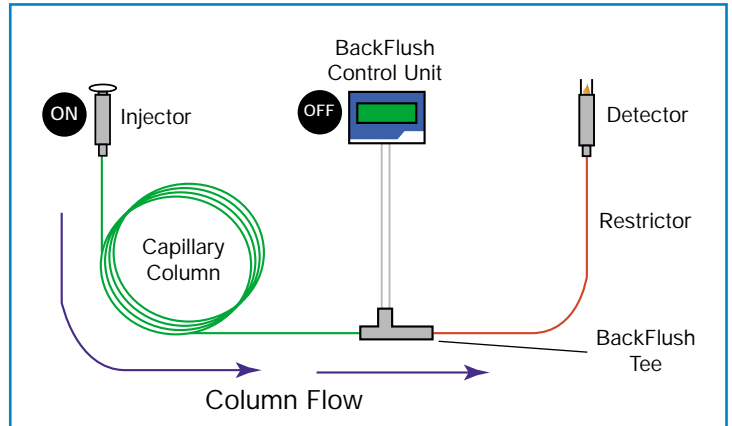 BackFlush
Control Unit
ON
Injector
OFF
Detector
Capillary
Column
Restrictor
BackFlush
Tee
Column Flow